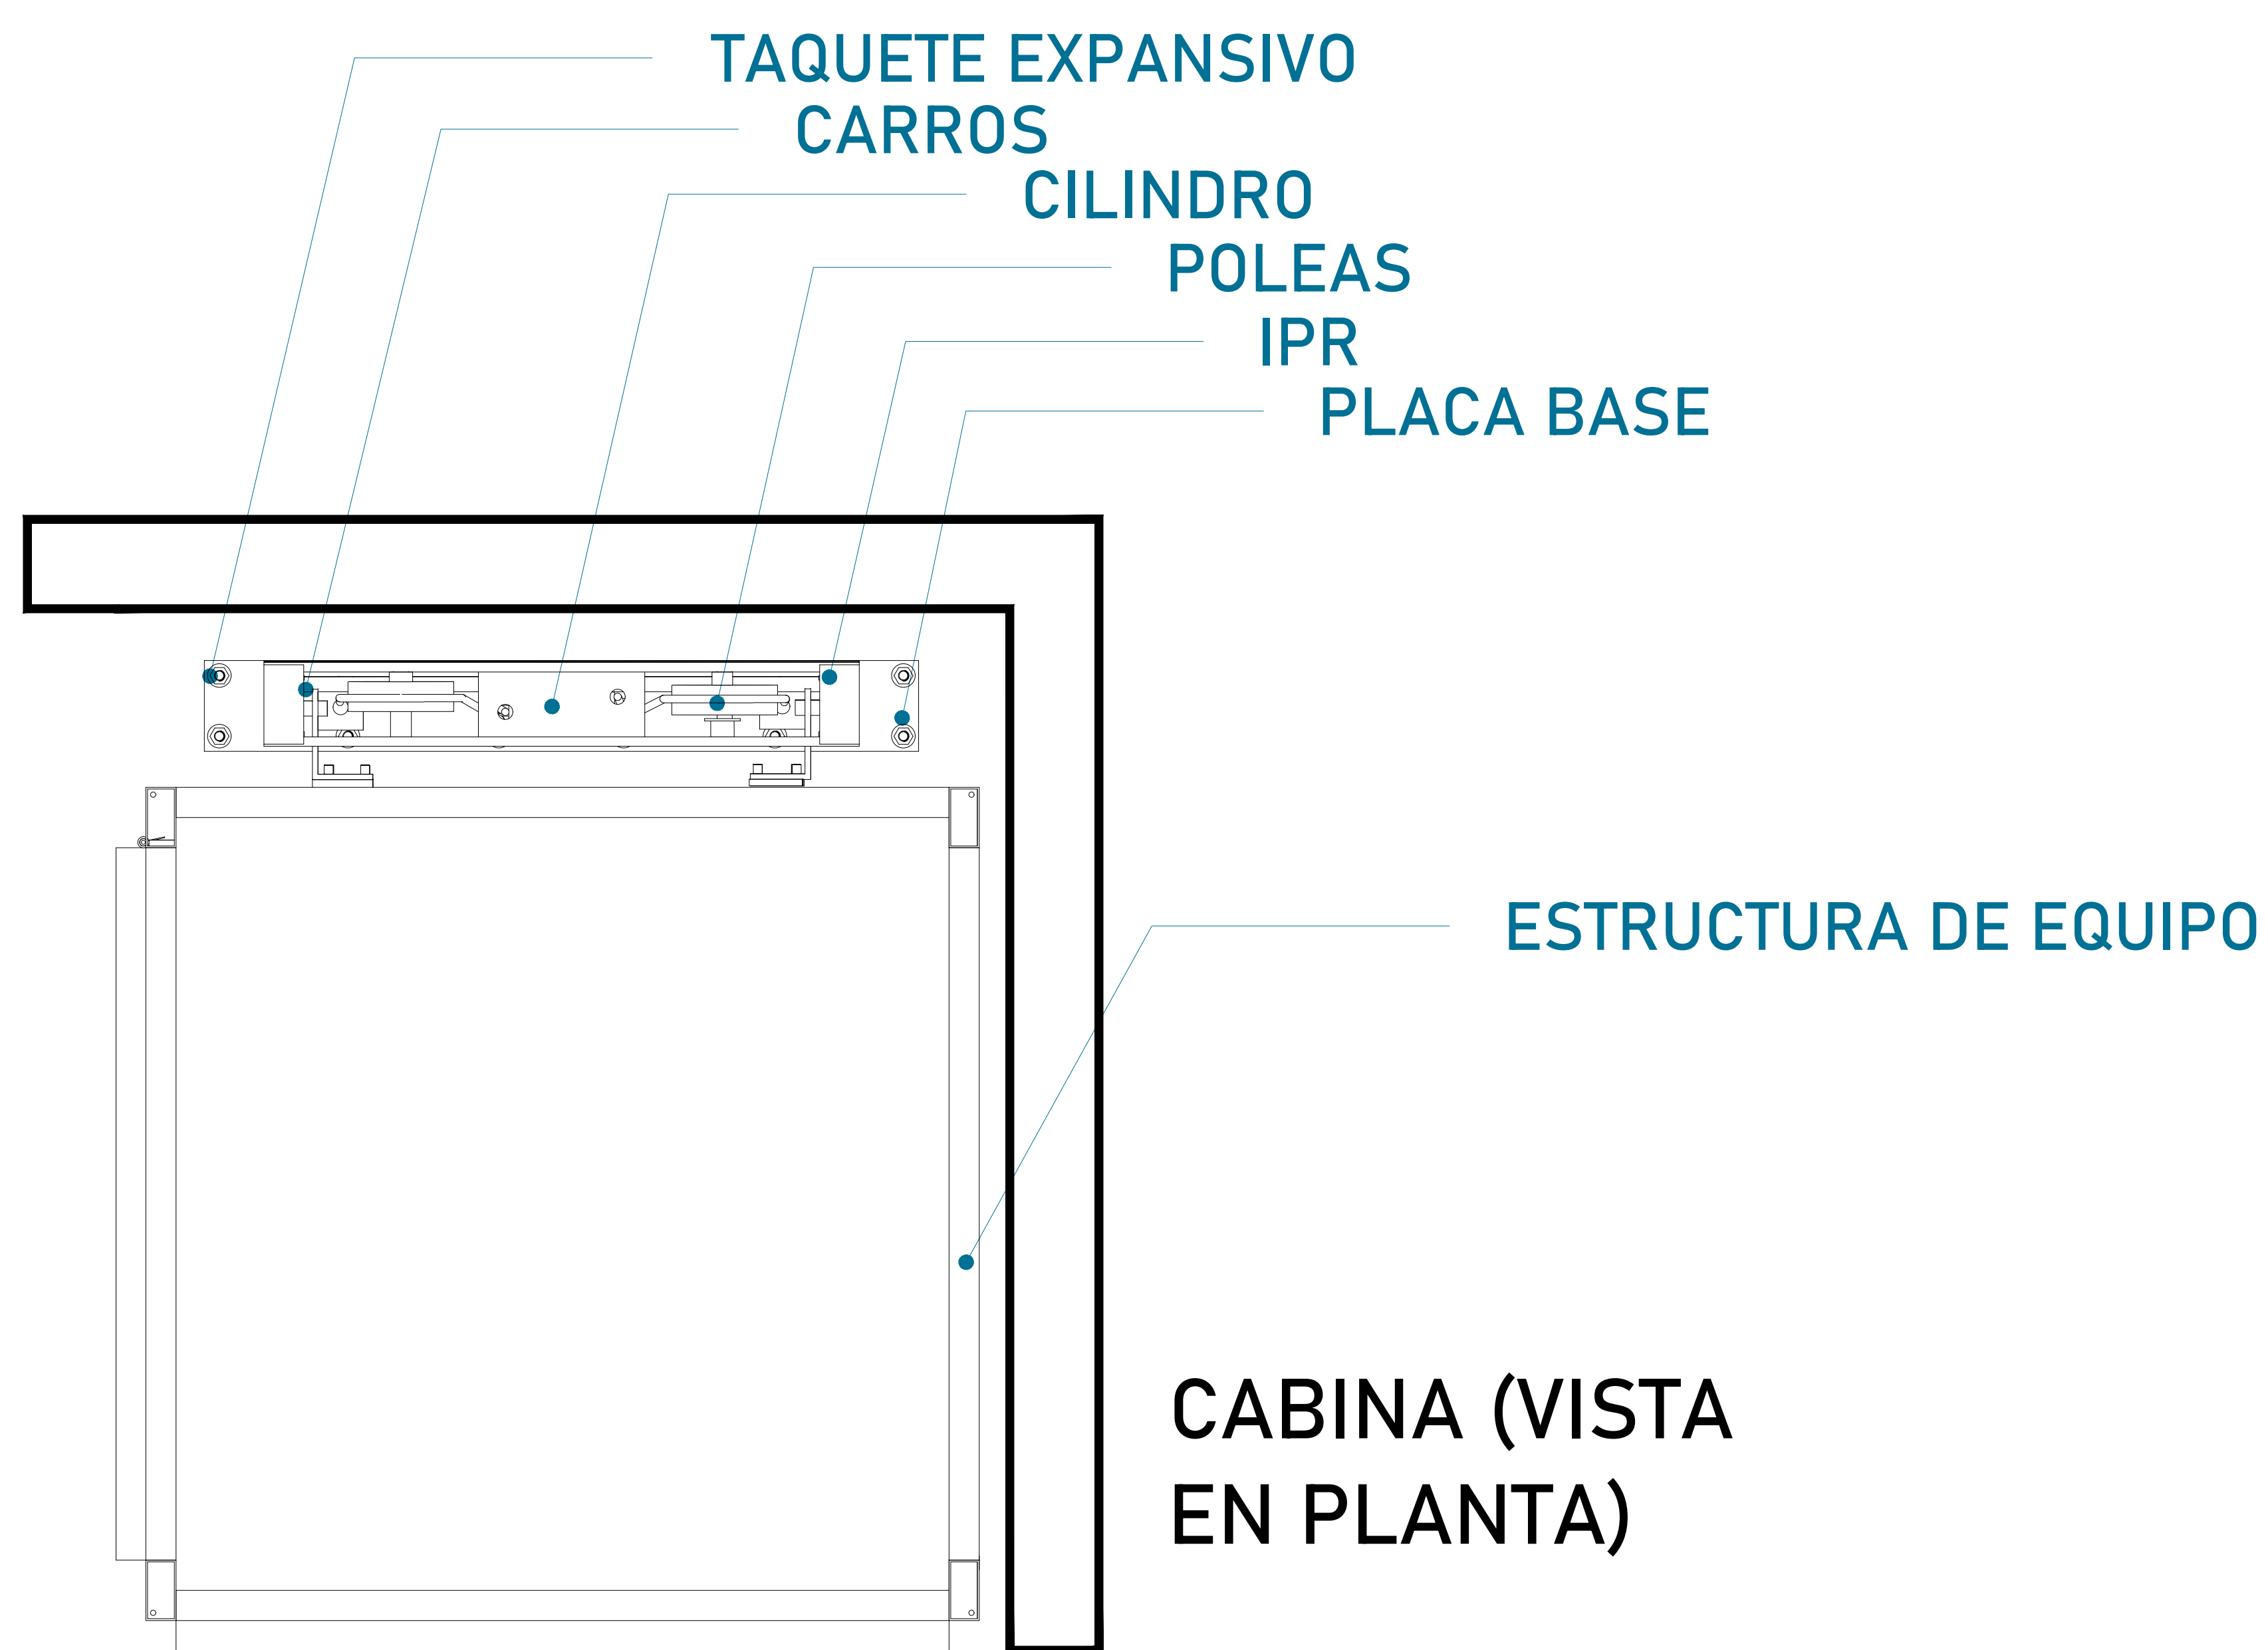 TAQUETE EXPANSIVO
CARROS
CILINDRO
POLEAS
IPR
PLACA BASE
ESTRUCTURA DE EQUIPO
CABINA (VISTA
EN PLANTA)